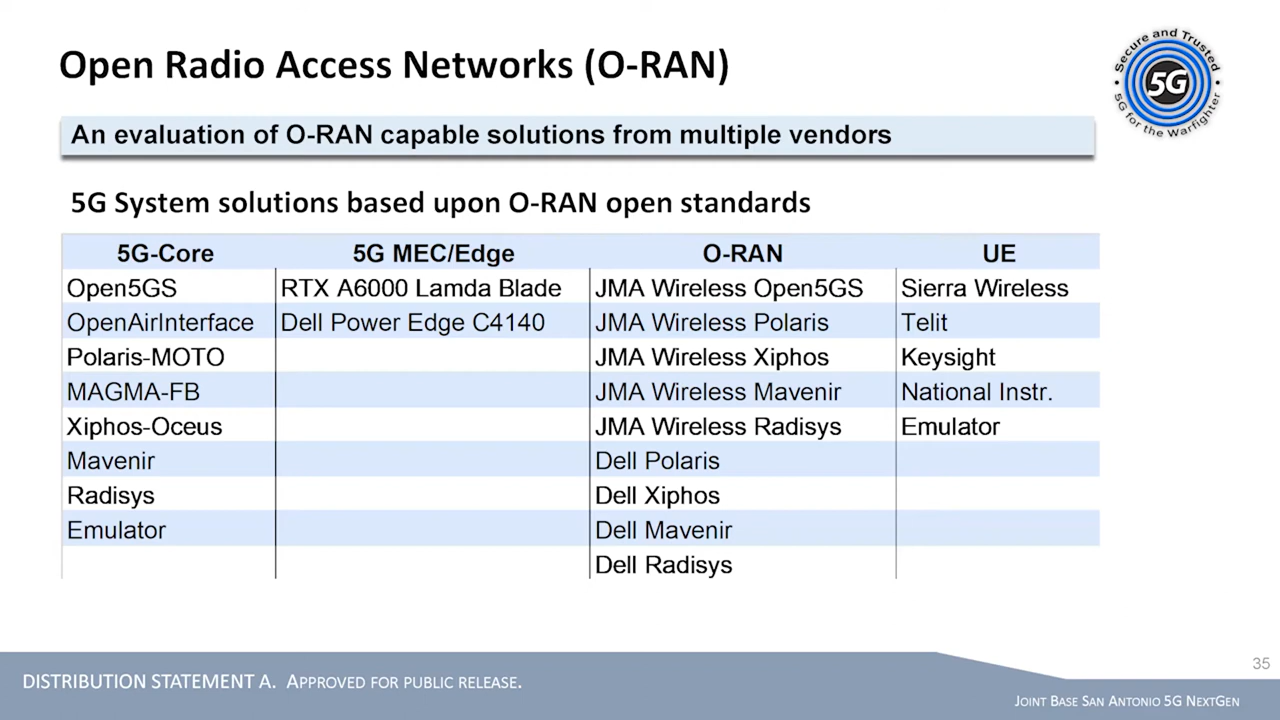 Open Radio Access Networks (O-RAN)
Secure and Trusted
5G
5G for the Warfighter
An evaluation of O-RAN capable solutions from multiple vendors
5G System solutions based upon O-RAN open standards
5G-Core 5G MEC/Edge O-RAN UE
Open5GS RTX A6000 Lamda Blade JMA Wireless Open5GS Sierra Wireless
OpenAirInterface Dell Power Edge C4140 JMA Wireless Polaris Telit
Polaris-MOTO JMA Wireless Xiphos Keysight
MAGMA-FB JMA Wireless Mavenir National Instr.
Xiphos-Oceus JMA Wireless Radisys Emulator
Mavenir Dell Polaris
Radisys Dell Xiphos
Emulator Dell Mavenir
Dell Radisys
35
DISTRIBUTION STATEMENT A. APPROVED FOR PUBLIC RELEASE.
JOINT BASE SAN ANTONIO 5G NEXTGEN